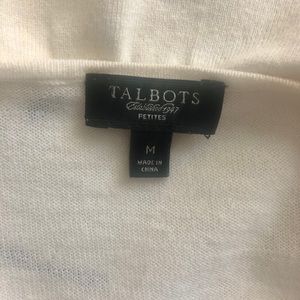 TALBOTS
Established 1947
PETITES
M
MADE IN
CHINA